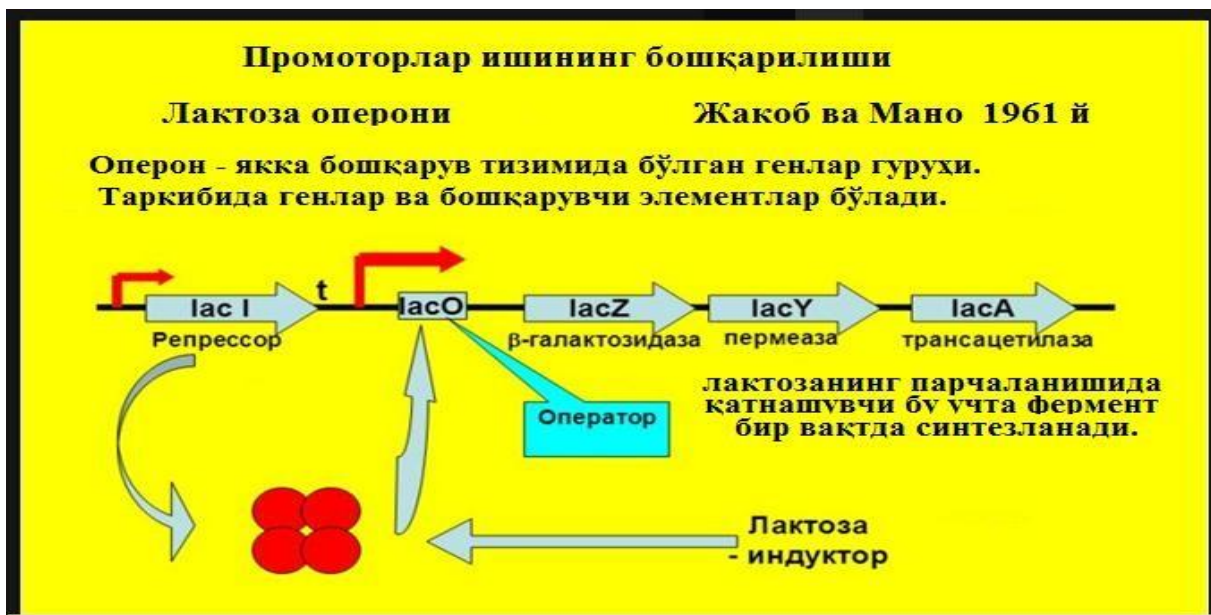 Промоторлар ишининг бошқарилиши
Лактоза оперони
Жакоб ва Мано 1961 й
Оперон - якка бошқарув тизимида бўлган генлар гуруҳи.
Таркибида генлар ва бошқарувчи элементлар бўлади.
t
lac I
lacO
lacZ
lacY
lacA
Репрессор
β-галактозидаза
пермеаза
трансацетилаза
Оператор
лактозанинг парчаланишида
қатнашувчи бу учта фермент
бир вақтда синтезланади.
Лактоза
- индуктор